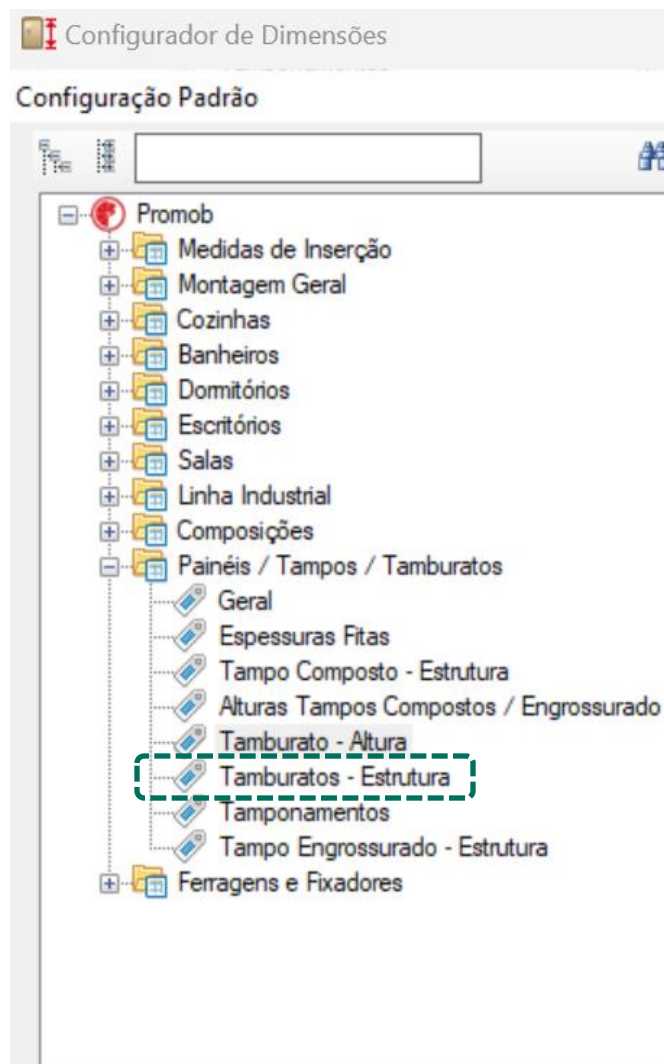 Configurador de Dimensões
Configuração Padrão
Promob
Medidas de Inserção
Montagem Geral
Cozinhas
Banheiros
Dormitórios
Escritórios
Salas
Linha Industrial
Composições
Painéis / Tampos / Tamburatos
Geral
Espessuras Fitas
Tampo Composto - Estrutura
Alturas Tampos Compostos / Engrossurado
Tamburato - Altura
Tamburatos - Estrutura
Tamponamentos
Tampo Engrossurado - Estrutura
Ferragens e Fixadores